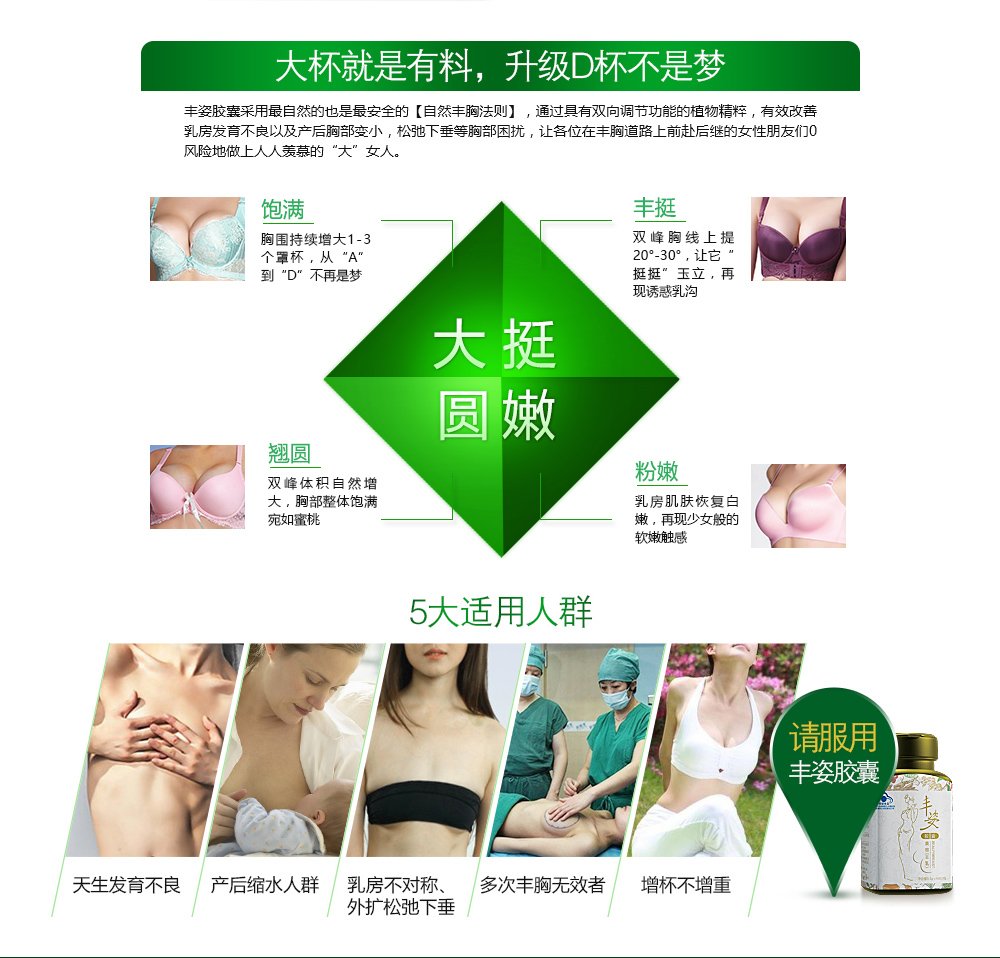 大杯就是有料，升级D杯不是梦
丰姿胶囊采用最自然的也是最安全的【自然丰胸法则】，通过具有双向调节功能的植物精粹，有效改善
乳房发育不良以及产后胸部变小，松弛下垂等胸部困扰，让各位在丰胸道路上前赴后继的女性朋友们0
风险地做上人人羡慕的“大”女人。
饱满
胸围持续增大1-3
个罩杯，从“A”
到“D”不再是梦
丰挺
双峰胸线上提
20°-30°，让它“
挺挺”玉立，再
现诱惑乳沟
大 挺
圆 嫩
翘圆
双峰体积自然增
大，胸部整体饱满
宛如蜜桃
粉嫩
乳房肌肤恢复白
嫩，再现少女般的
软嫩触感
5大适用人群
请服用
丰姿胶囊
丰姿
天生发育不良
产后缩水人群
乳房不对称、
外扩松弛下垂
多次丰胸无效者
增杯不增重